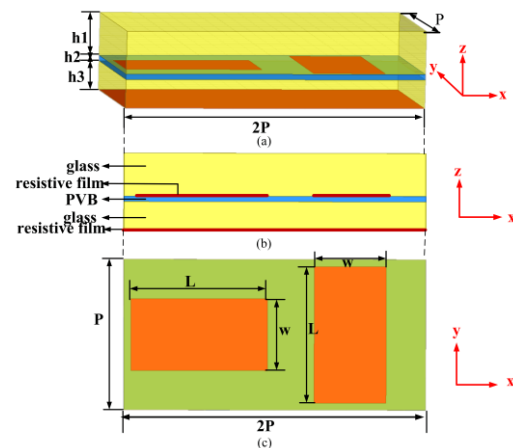 h1
h2
h3
P
z
y
x
2P
(a)
glass
resistive film
PVB
glass
resistive film
z
x
(b)
w
L
P
w
L
y
x
2P
(c)